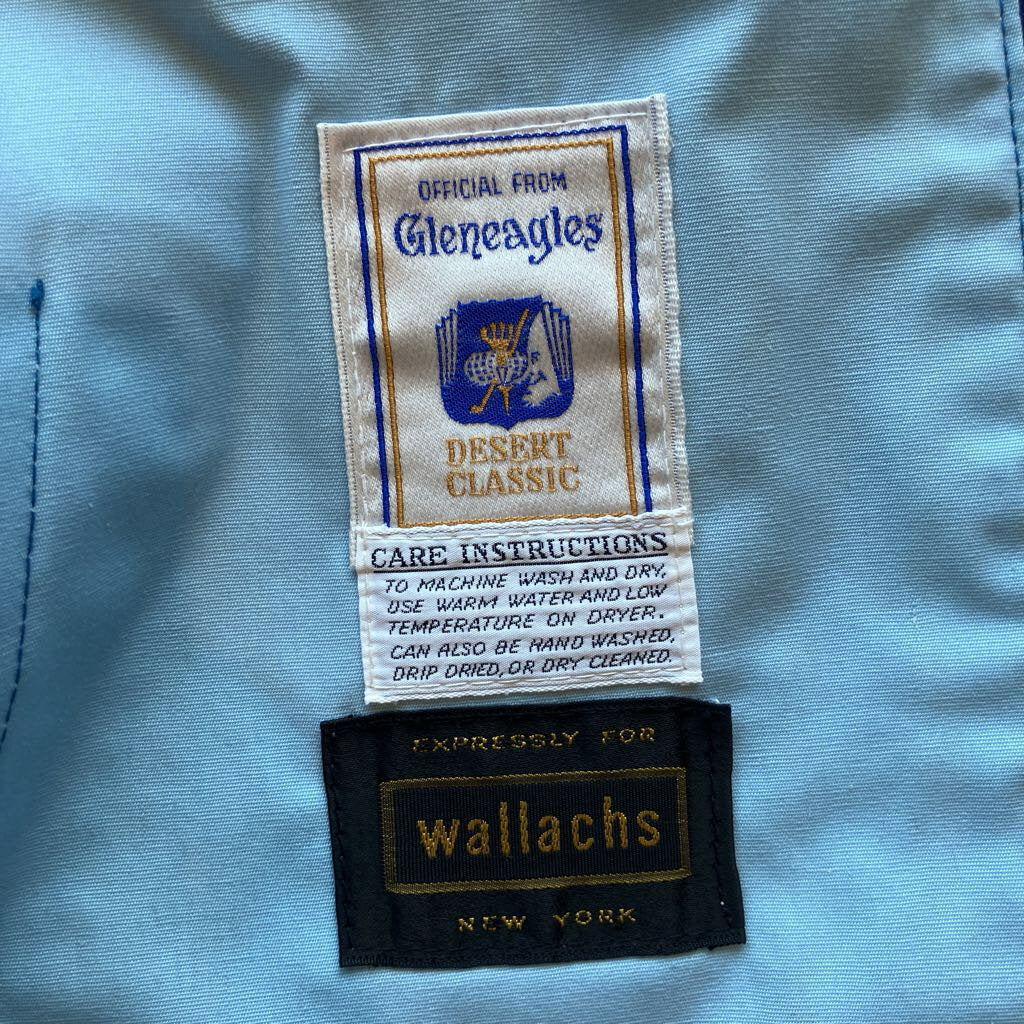 OFFICIAL FROM
Gleneagles
DESERT
CLASSIC
CARE INSTRUCTIONS
TO MACHINE WASH AND DRY,
USE WARM WATER AND LOW
TEMPERATURE ON DRYER.
CAN ALSO BE HAND WASHED,
DRIP DRIED, OR DRY CLEANED.
EXPRESSLY FOR
wallachs
NEW YORK